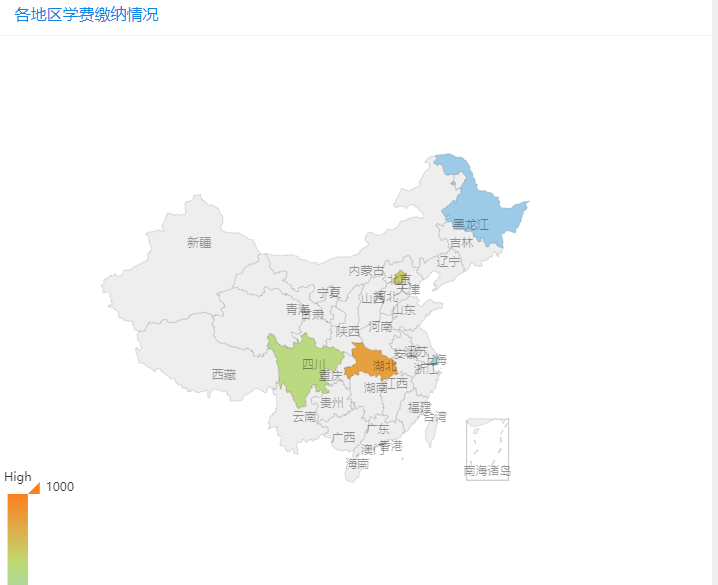 各地区学费缴纳情况
黑龙江
新疆
吉林
辽宁
内蒙古
北京
天津
宁夏
山西
河北
青海
甘肃
山东
陕西
河南
安徽
江苏
上海
四川
湖北
浙江
西藏
重庆
湖南
江西
贵州
福建
云南
台湾
广东
广西
香港
澳门
海南
南海诸岛
High
1000